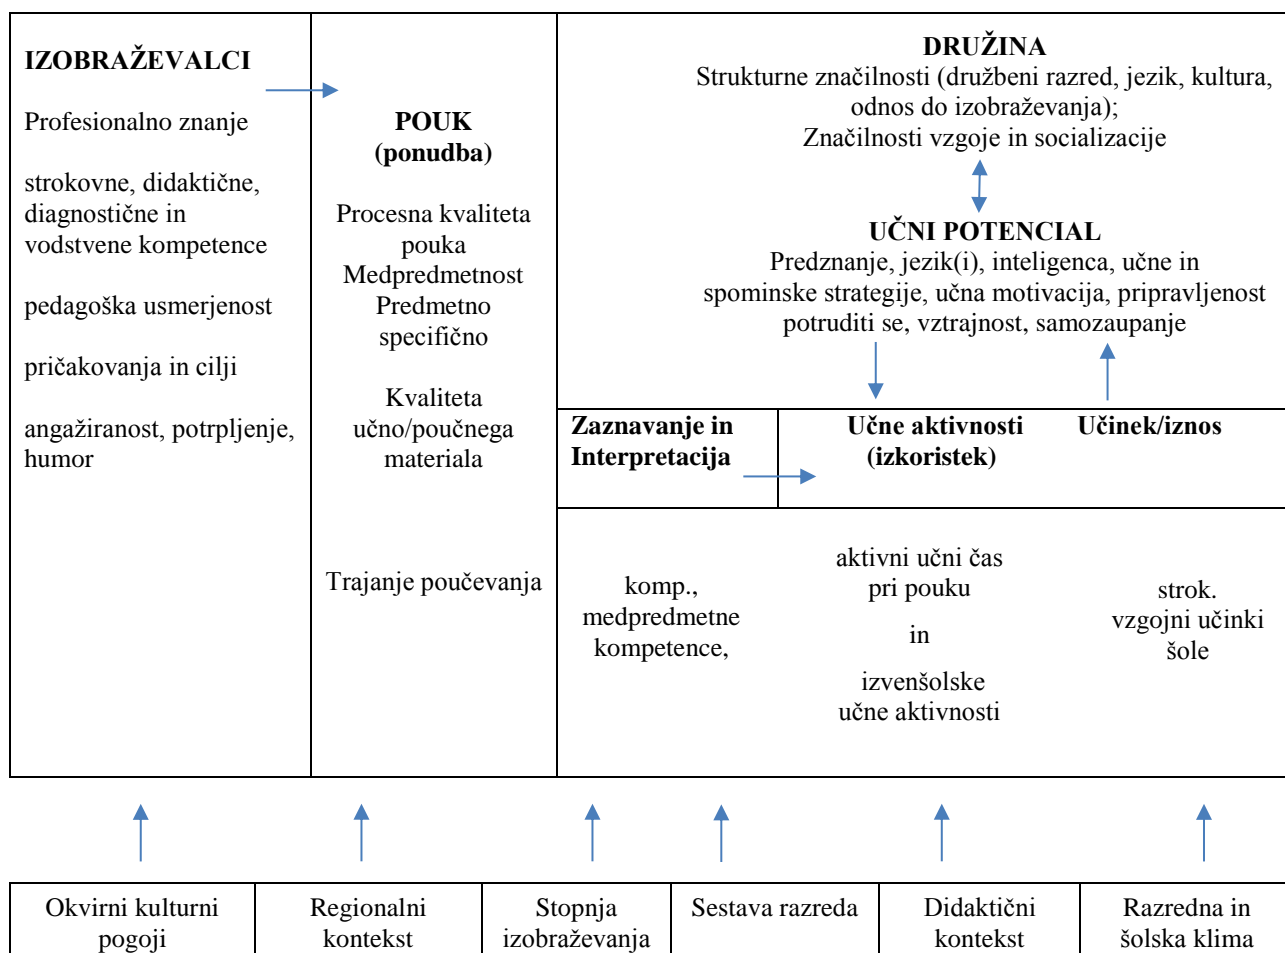 IZOBRAŽEVALCI
Profesionalno znanje
strokovne, didaktične,
diagnostične in
vodstvene kompetence
pedagoška usmerjenost
pričakovanja in cilji
angažiranost, potrpljenje,
humor
POUK
(ponudba)
Procesna kvaliteta
pouka
Medpredmetnost
Predmetno
specifično
Kvaliteta
učno/poučnega
materiala
Trajanje poučevanja
DRUŽINA
Strukturne značilnosti (družbeni razred, jezik, kultura,
odnos do izobraževanja);
Značilnosti vzgoje in socializacije
UČNI POTENCIAL
Predznanje, jezik(i), inteligenca, učne in
spominske strategije, učna motivacija, pripravljenost
potruditi se, vztrajnost, samozaupanje
Zaznavanje in
Interpretacija
Učne aktivnosti
(izkoristek)
Učinek/iznos
komp.,
medpredmetne
kompetence,
aktivni učni čas
pri pouku
in
izvenšolske
učne aktivnosti
strok.
vzgojni učinki
šole
Okvirni kulturni
pogoji
Regionalni
kontekst
Stopnja
izobraževanja
Sestava razreda
Didaktični
kontekst
Razredna in
šolska klima